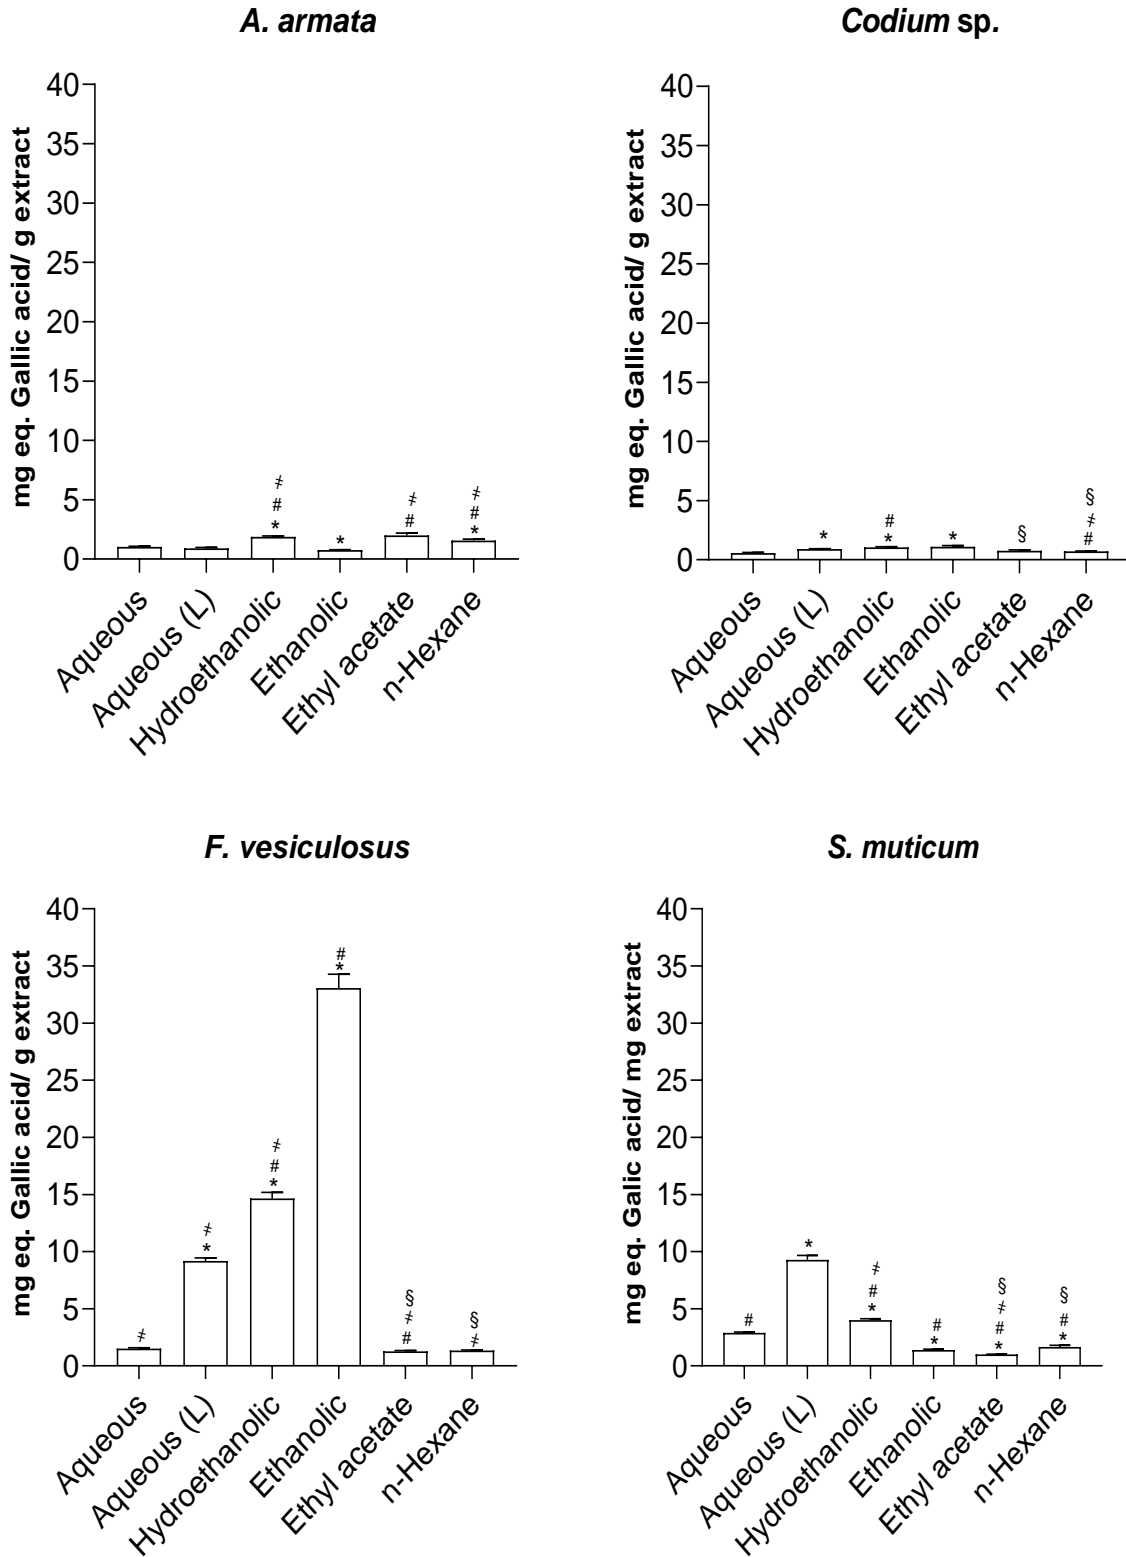 A. armata
mg eq. Gallic acid/ g extract
40
35
30
25
20
15
10
5
0
‡
#
*
*
‡
#
‡
#
*
Aqueous
Aqueous (L)
Hydroethanolic
Ethanolic
Ethyl acetate
n-Hexane
Codium sp.
mg eq. Gallic acid/ g extract
40
35
30
25
20
15
10
5
0
*
#
*
*
§
§
‡
#
Aqueous
Aqueous (L)
Hydroethanolic
Ethanolic
Ethyl acetate
n-Hexane
F. vesiculosus
mg eq. Gallic acid/ g extract
40
35
30
25
20
15
10
5
0
‡
‡
*
‡
#
*
#
*
§
‡
#
§
‡
Aqueous
Aqueous (L)
Hydroethanolic
Ethanolic
Ethyl acetate
n-Hexane
S. muticum
mg eq. Galic acid/ mg extract
40
35
30
25
20
15
10
5
0
#
*
‡
#
*
#
*
§
‡
#
*
§
#
*
Aqueous
Aqueous (L)
Hydroethanolic
Ethanolic
Ethyl acetate
n-Hexane